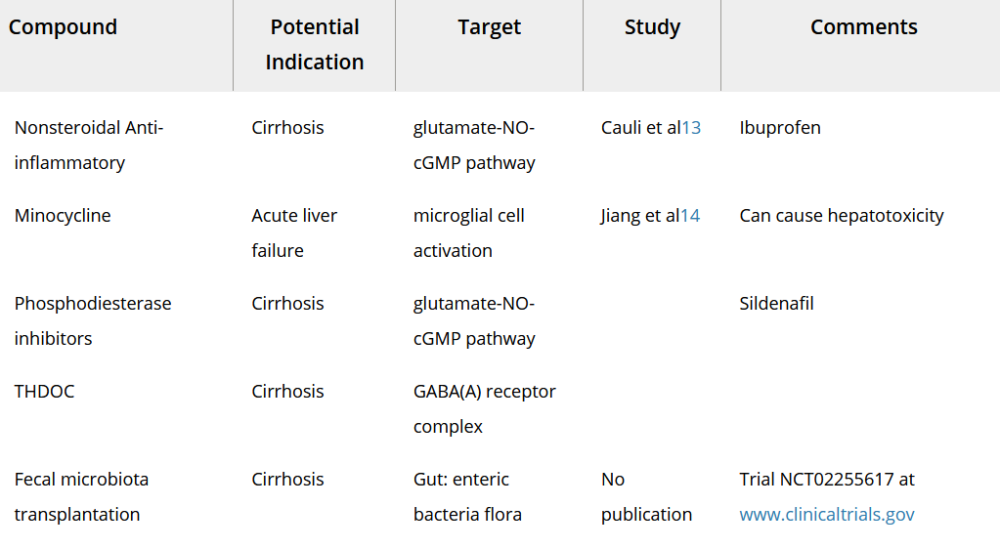 Compound Potential Indication Target Study Comments
Nonsteroidal Anti-inflammatory Cirrhosis glutamate-NO-cGMP pathway Cauli et al13 Ibuprofen
Minocycline Acute liver failure microglial cell activation Jiang et al14 Can cause hepatotoxicity
Phosphodiesterase inhibitors Cirrhosis glutamate-NO-cGMP pathway Sildenafil
THDOC Cirrhosis GABA(A) receptor complex
Fecal microbiota transplantation Cirrhosis Gut: enteric bacteria flora No publication Trial NCT02255617 at www.clinicaltrials.gov